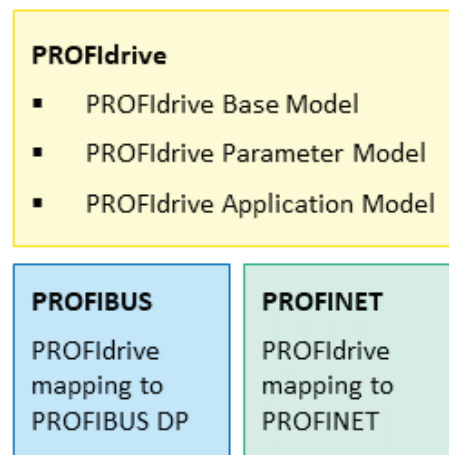 PROFIdrive
▪ PROFIdrive Base Model
▪ PROFIdrive Parameter Model
▪ PROFIdrive Application Model
PROFIBUS
PROFIdrive
mapping to
PROFIBUS DP
PROFINET
PROFIdrive
mapping to
PROFINET